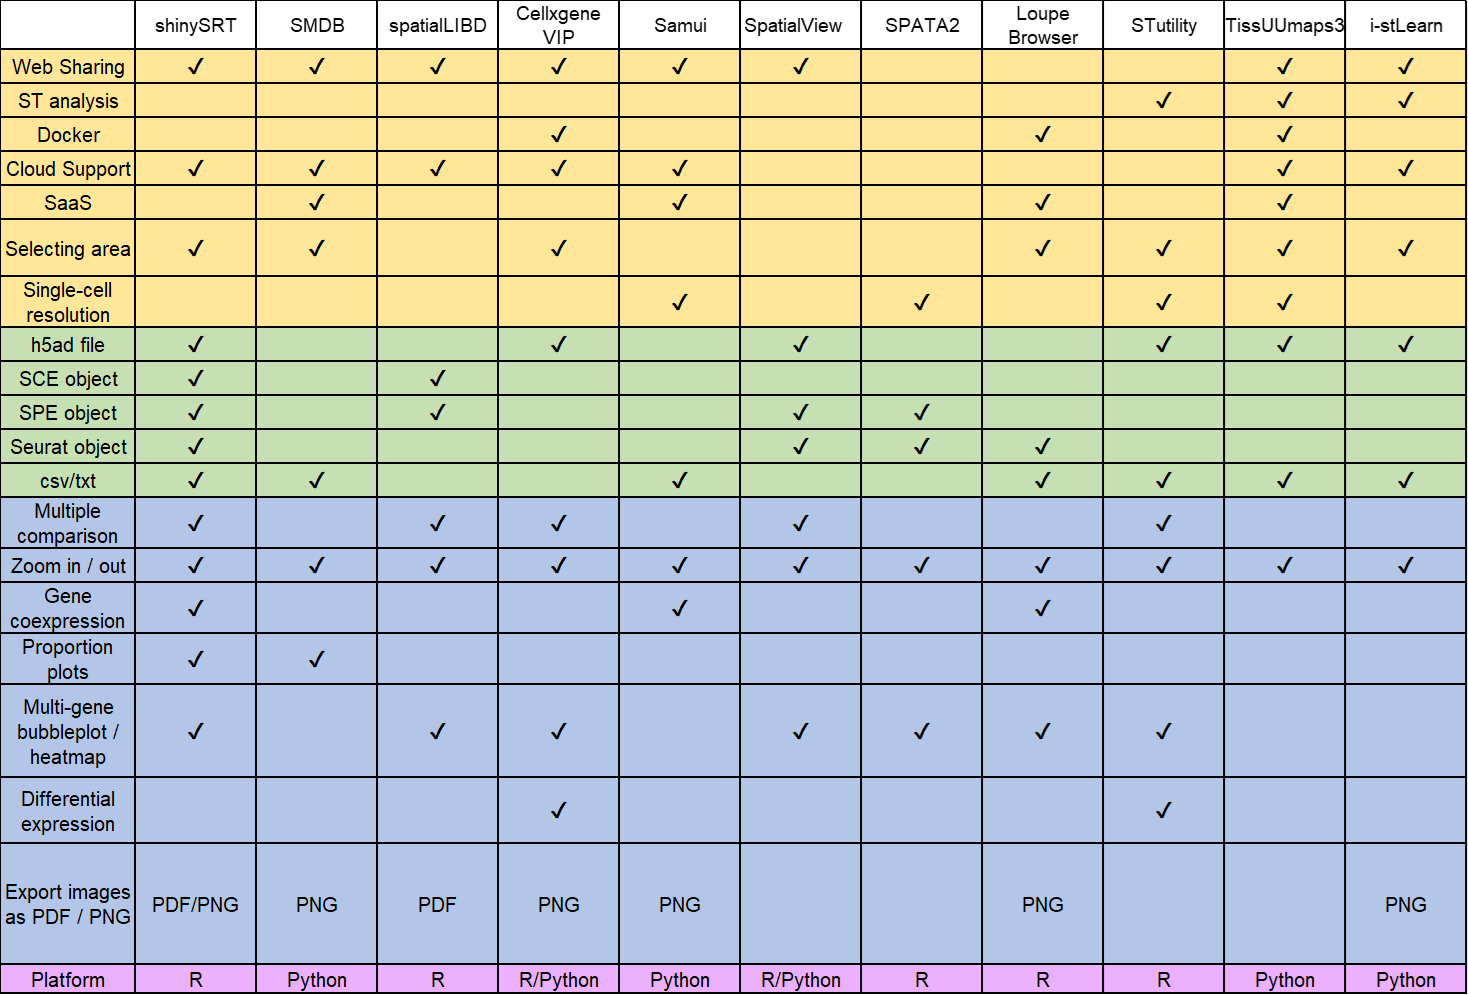 shinySRT SMDB spatialLIBD Cellxgene VIP Samui SpatialView SPATA2 Loupe Browser STutility TissUUmaps3 i-stLearn
Web Sharing ✓ ✓ ✓ ✓ ✓ ✓ ✓ ✓
ST analysis ✓ ✓ ✓
Docker ✓ ✓ ✓
Cloud Support ✓ ✓ ✓ ✓ ✓ ✓ ✓
SaaS ✓ ✓ ✓ ✓
Selecting area ✓ ✓ ✓ ✓ ✓ ✓ ✓
Single-cell
resolution ✓ ✓ ✓ ✓
h5ad file ✓ ✓ ✓ ✓ ✓ ✓
SCE object ✓ ✓
SPE object ✓ ✓ ✓ ✓
Seurat object ✓ ✓ ✓ ✓
csv/txt ✓ ✓ ✓ ✓ ✓ ✓ ✓
Multiple
comparison ✓ ✓ ✓ ✓ ✓
Zoom in / out ✓ ✓ ✓ ✓ ✓ ✓ ✓ ✓ ✓ ✓ ✓
Gene
coexpression ✓ ✓ ✓
Proportion
plots ✓ ✓
Multi-gene
bubbleplot /
heatmap ✓ ✓ ✓ ✓ ✓ ✓ ✓
Differential
expression ✓ ✓
Export images
as PDF / PNG PDF/PNG PNG PDF PNG PNG PNG PNG
Platform R Python R R/Python Python R/Python R R R Python Python